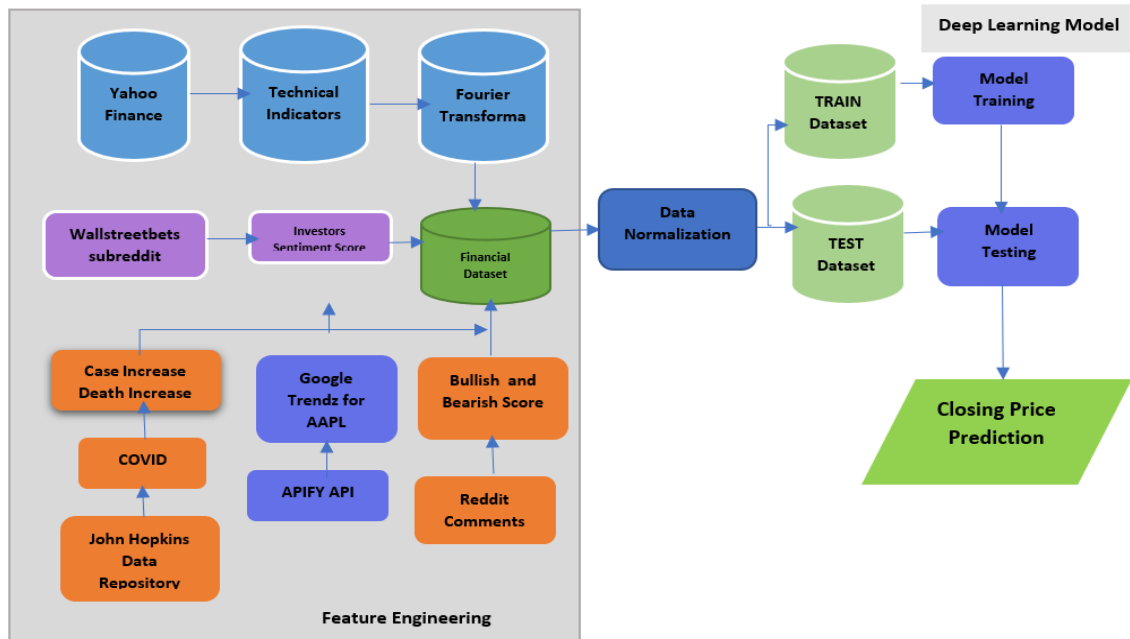 Deep Learning Model
Yahoo
Finance
Technical
Indicators
Fourier
Transforma
TRAIN
Dataset
Model
Training
Wallstreetbets
subreddit
Investors
Sentiment Score
Financial
Dataset
Data
Normalization
TEST
Dataset
Model
Testing
Case Increase
Death Increase
Google
Trendz for
AAPL
Bullish and
Bearish Score
Closing Price
Prediction
COVID
APIFY API
Reddit
Comments
John Hopkins
Data
Repository
Feature Engineering